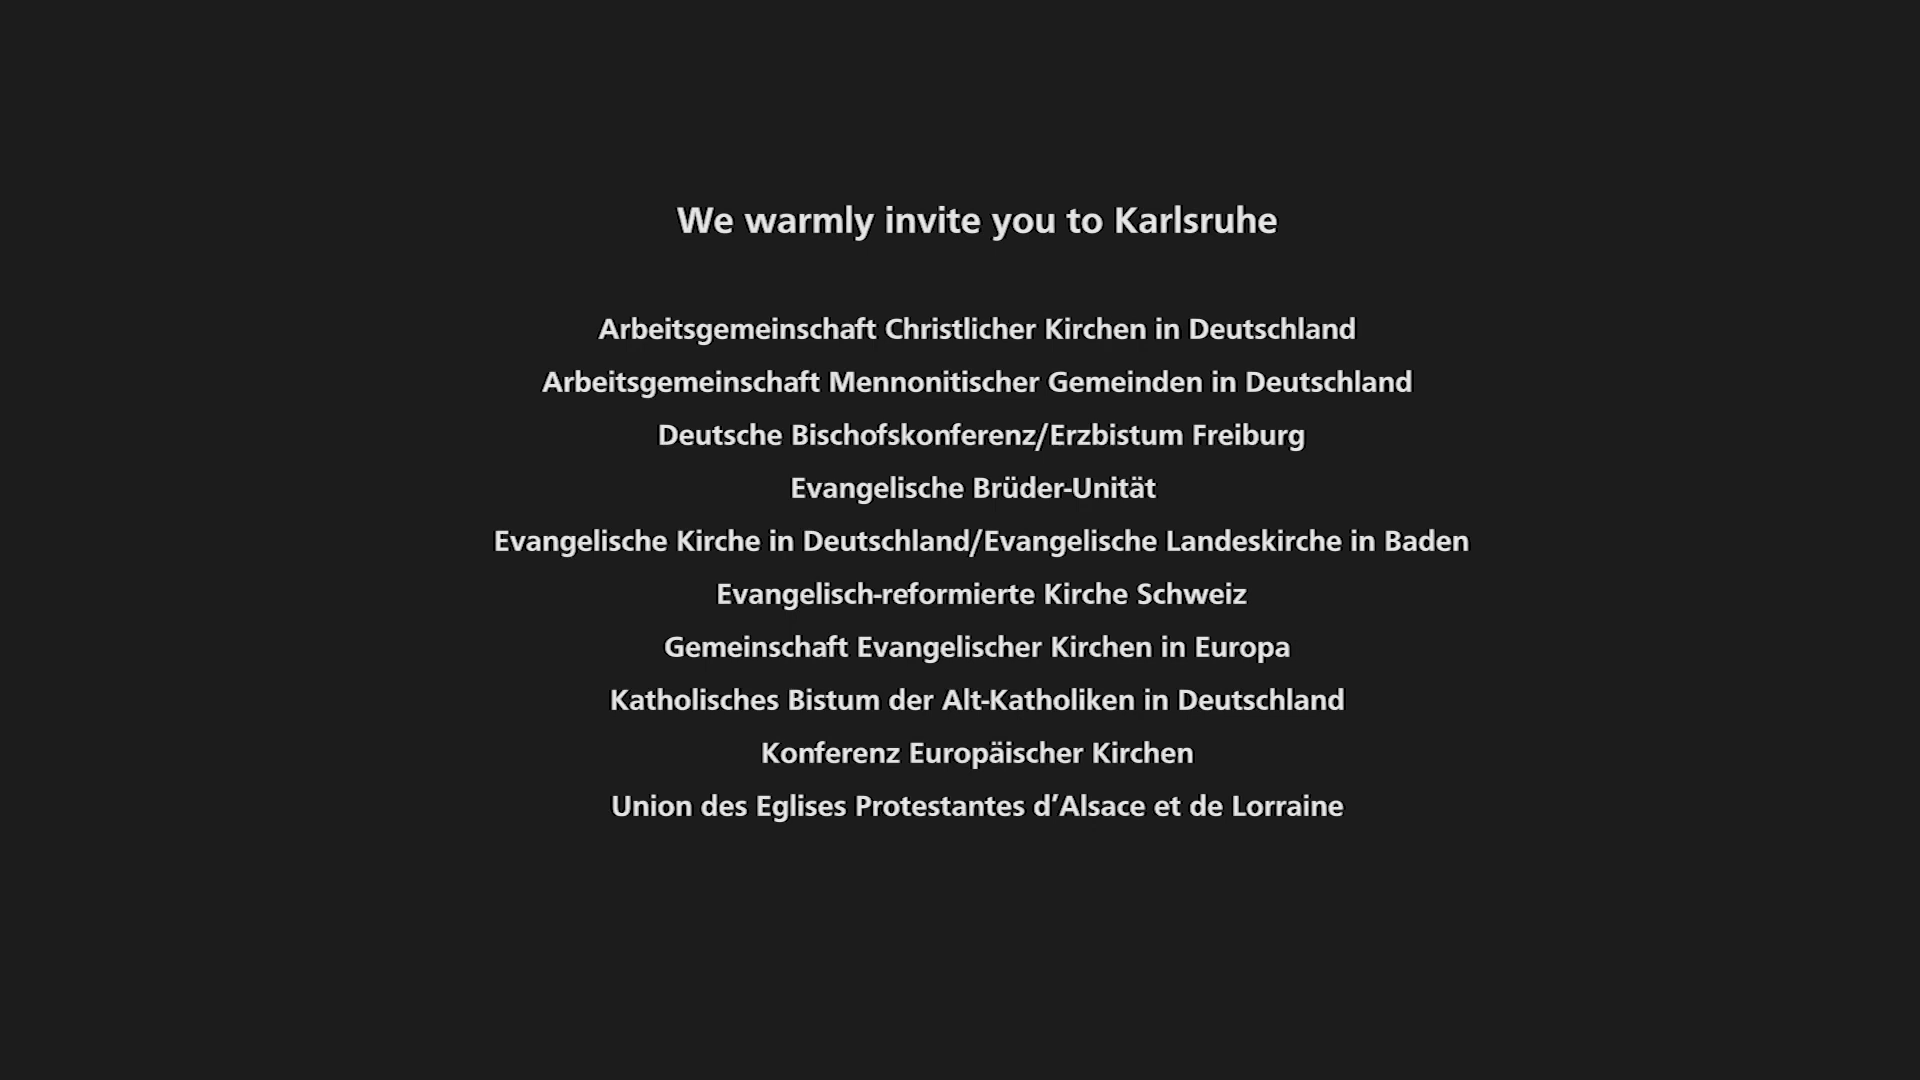 We warmly invite you to Karlsruhe
Arbeitsgemeinschaft Christlicher Kirchen in Deutschland
Arbeitsgemeinschaft Mennonitischer Gemeinden in Deutschland
Deutsche Bischofskonferenz/Erzbistum Freiburg
Evangelische Brüder-Unität
Evangelische Kirche in Deutschland/Evangelische Landeskirche in Baden
Evangelisch-reformierte Kirche Schweiz
Gemeinschaft Evangelischer Kirchen in Europa
Katholisches Bistum der Alt-Katholiken in Deutschland
Konferenz Europäischer Kirchen
Union des Eglises Protestantes d’Alsace et de Lorraine